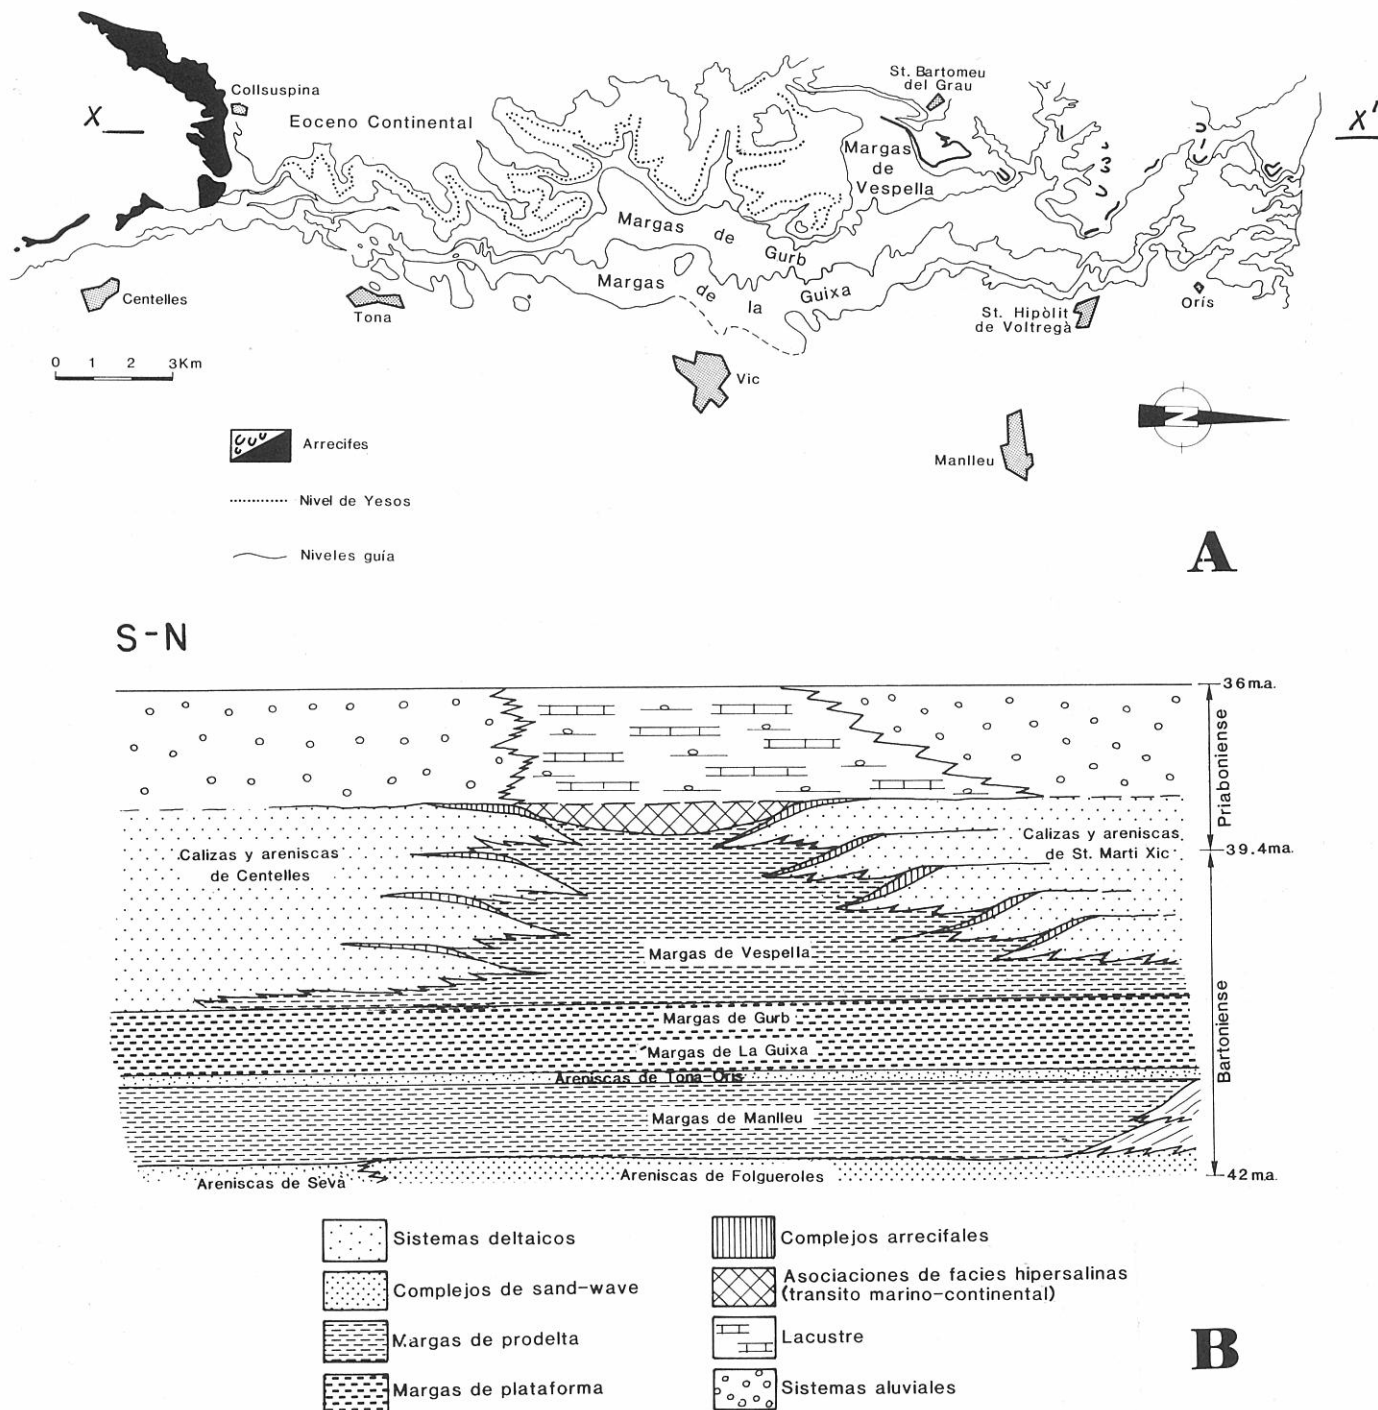 X
Collsuspina
Eoceno Continental
St. Bartomeu
del Grau
X'
Margas
de
Vespella
Margas de Gurb
Margas de la Guixa
Centelles
Tona
St. Hipòlit
de Voltregà
Orís
0 1 2 3Km
Vic
N
Manlleu
Arrecifes
Nivel de Yesos
Niveles guía
A
S-N
36 m.a.
Priaboniense
Calizas y areniscas
de Centelles
Calizas y areniscas
de St. Marti Xic
39.4 ma.
Margas de Vespella
Bartoniense
Margas de Gurb
Margas de La Guixa
Areniscas de Tona-Orís
Margas de Manlleu
Areniscas de Seva
Areniscas de Folgueroles
42 m.a.
Sistemas deltaicos
Complejos de sand-wave
Margas de prodelta
Margas de plataforma
Complejos arrecifales
Asociaciones de facies hipersalinas
(transito marino-continental)
Lacustre
Sistemas aluviales
B